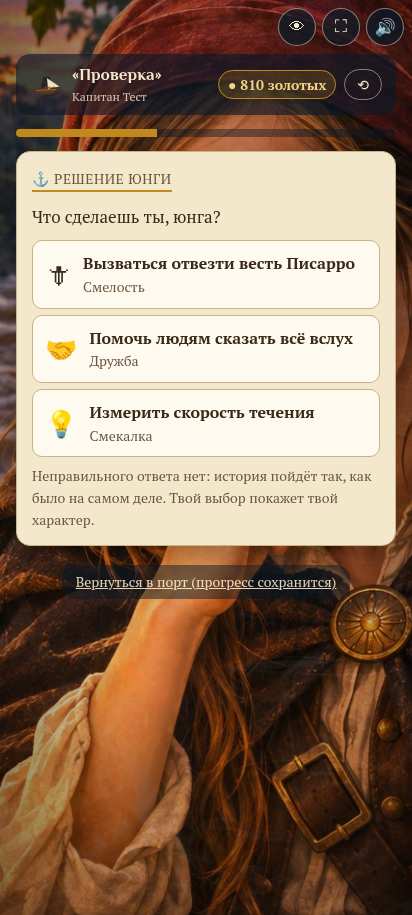 «Проверка»
Капитан Тест
810 золотых
РЕШЕНИЕ ЮНГИ
Что сделаешь ты, юнга?
Вызваться отвезти весть Писарро
Смелость
Помочь людям сказать всё вслух
Дружба
Измерить скорость течения
Смекалка
Неправильного ответа нет: история пойдёт так, как
было на самом деле. Твой выбор покажет твой
характер.
Вернуться в порт (прогресс сохранится)